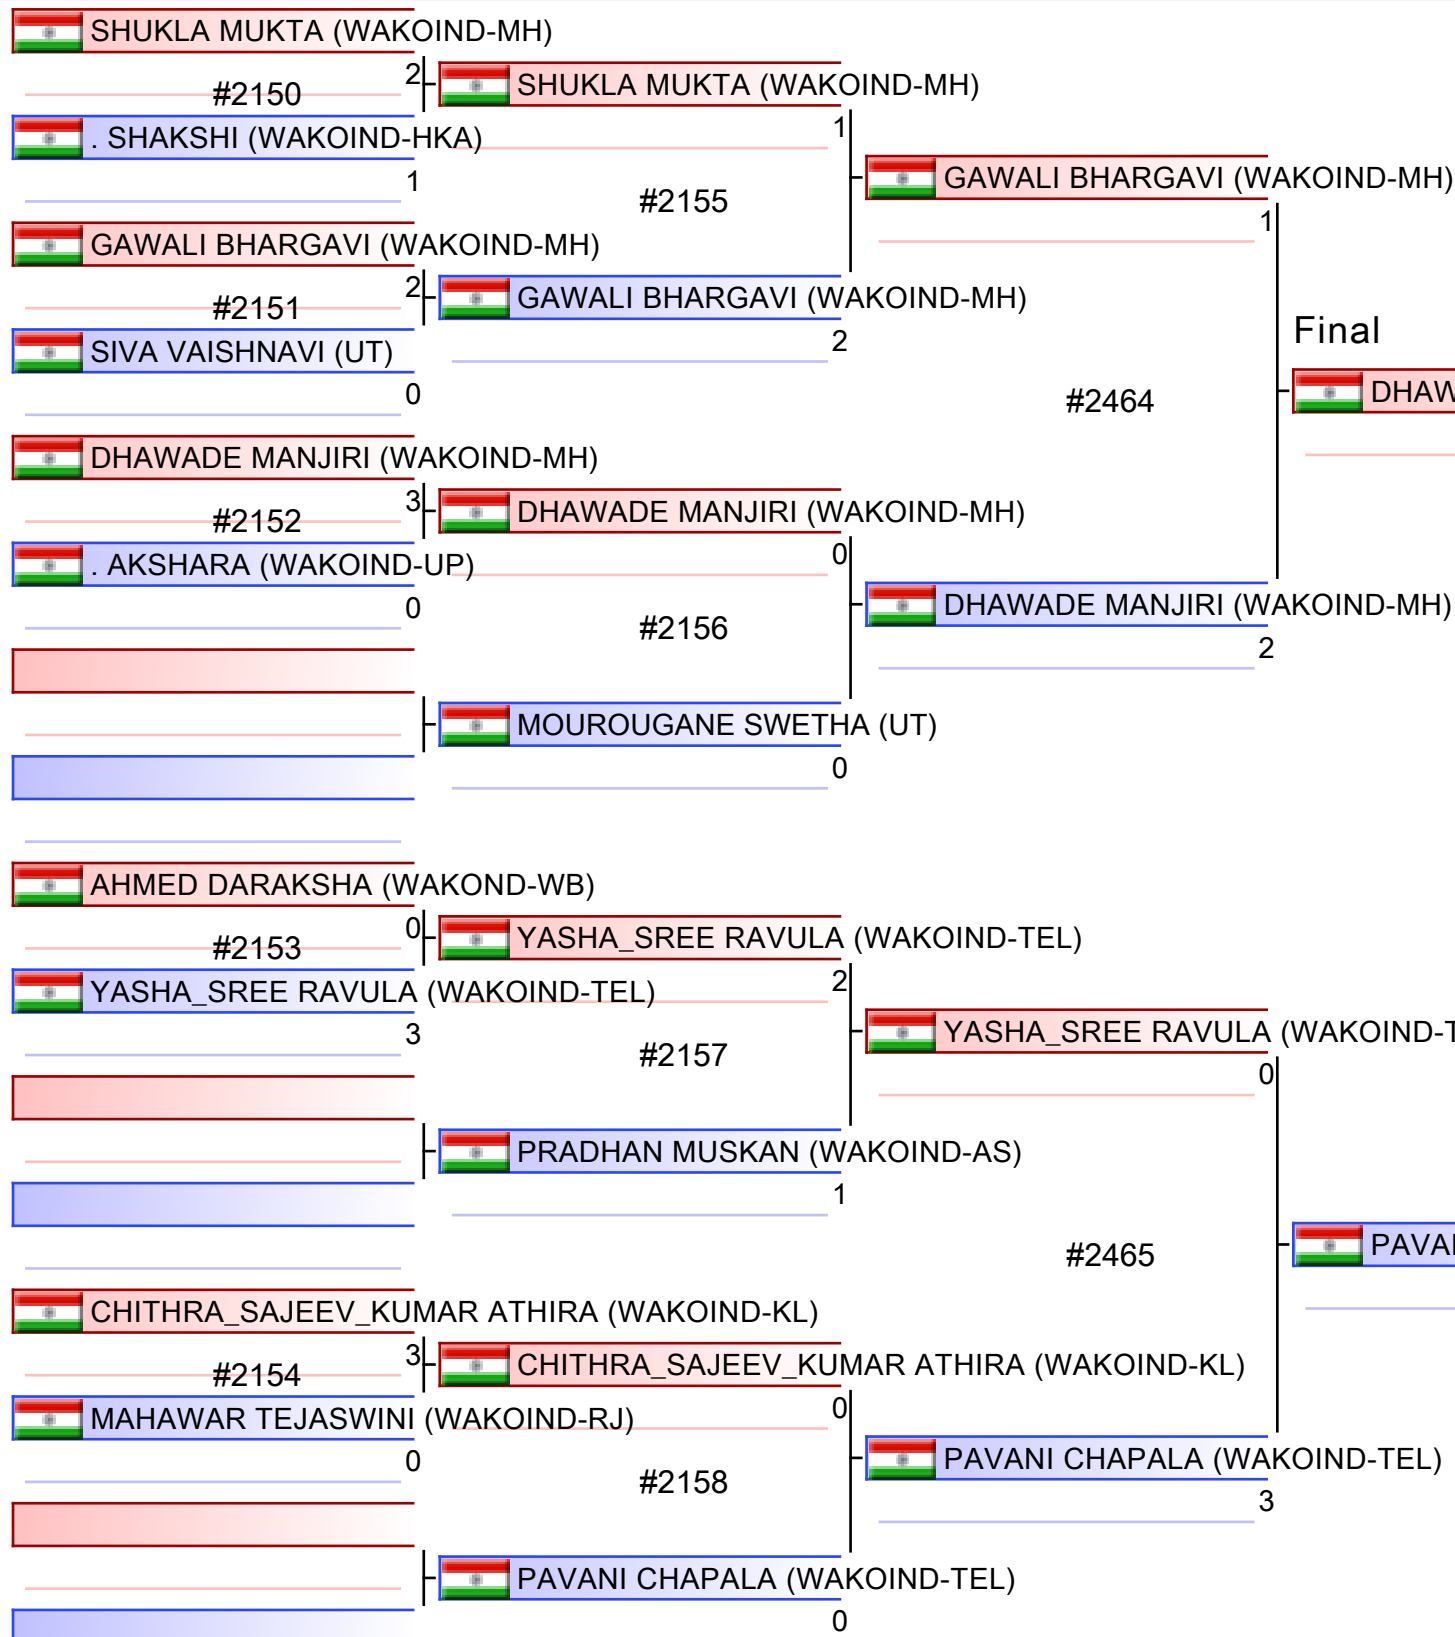 SHUKLA MUKTA (WAKOIND-MH)
2
SHUKLA MUKTA (WAKOIND-MH)
#2150
. SHAKSHI (WAKOIND-HKA)
1
1
GAWALI BHARGAVI (WAKOIND-MH)
#2155
1
GAWALI BHARGAVI (WAKOIND-MH)
2
GAWALI BHARGAVI (WAKOIND-MH)
#2151
Final
SIVA VAISHNAVI (UT)
2
0
#2464
DHAW
DHAWADE MANJIRI (WAKOIND-MH)
3
DHAWADE MANJIRI (WAKOIND-MH)
#2152
. AKSHARA (WAKOIND-UP)
0
0
DHAWADE MANJIRI (WAKOIND-MH)
#2156
2
MOUROUGANE SWETHA (UT)
0
AHMED DARAKSHA (WAKOND-WB)
0
YASHA_SREE RAVULA (WAKOIND-TEL)
#2153
YASHA_SREE RAVULA (WAKOIND-TEL)
2
3
YASHA_SREE RAVULA (WAKOIND-T
#2157
0
PRADHAN MUSKAN (WAKOIND-AS)
1
#2465
PAVAN
CHITHRA_SAJEEV_KUMAR ATHIRA (WAKOIND-KL)
3
CHITHRA_SAJEEV_KUMAR ATHIRA (WAKOIND-KL)
#2154
MAHAWAR TEJASWINI (WAKOIND-RJ)
0
0
PAVANI CHAPALA (WAKOIND-TEL)
#2158
3
PAVANI CHAPALA (WAKOIND-TEL)
0